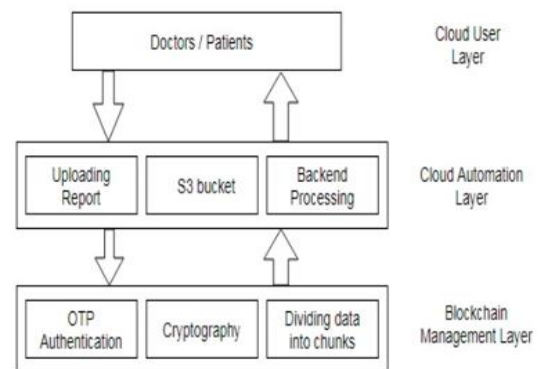 Doctors / Patients
Cloud User
Layer
Uploading
Report
S3 bucket
Backend
Processing
Cloud Automation
Layer
OTP
Authentication
Cryptography
Dividing data
into chunks
Blockchain
Management Layer